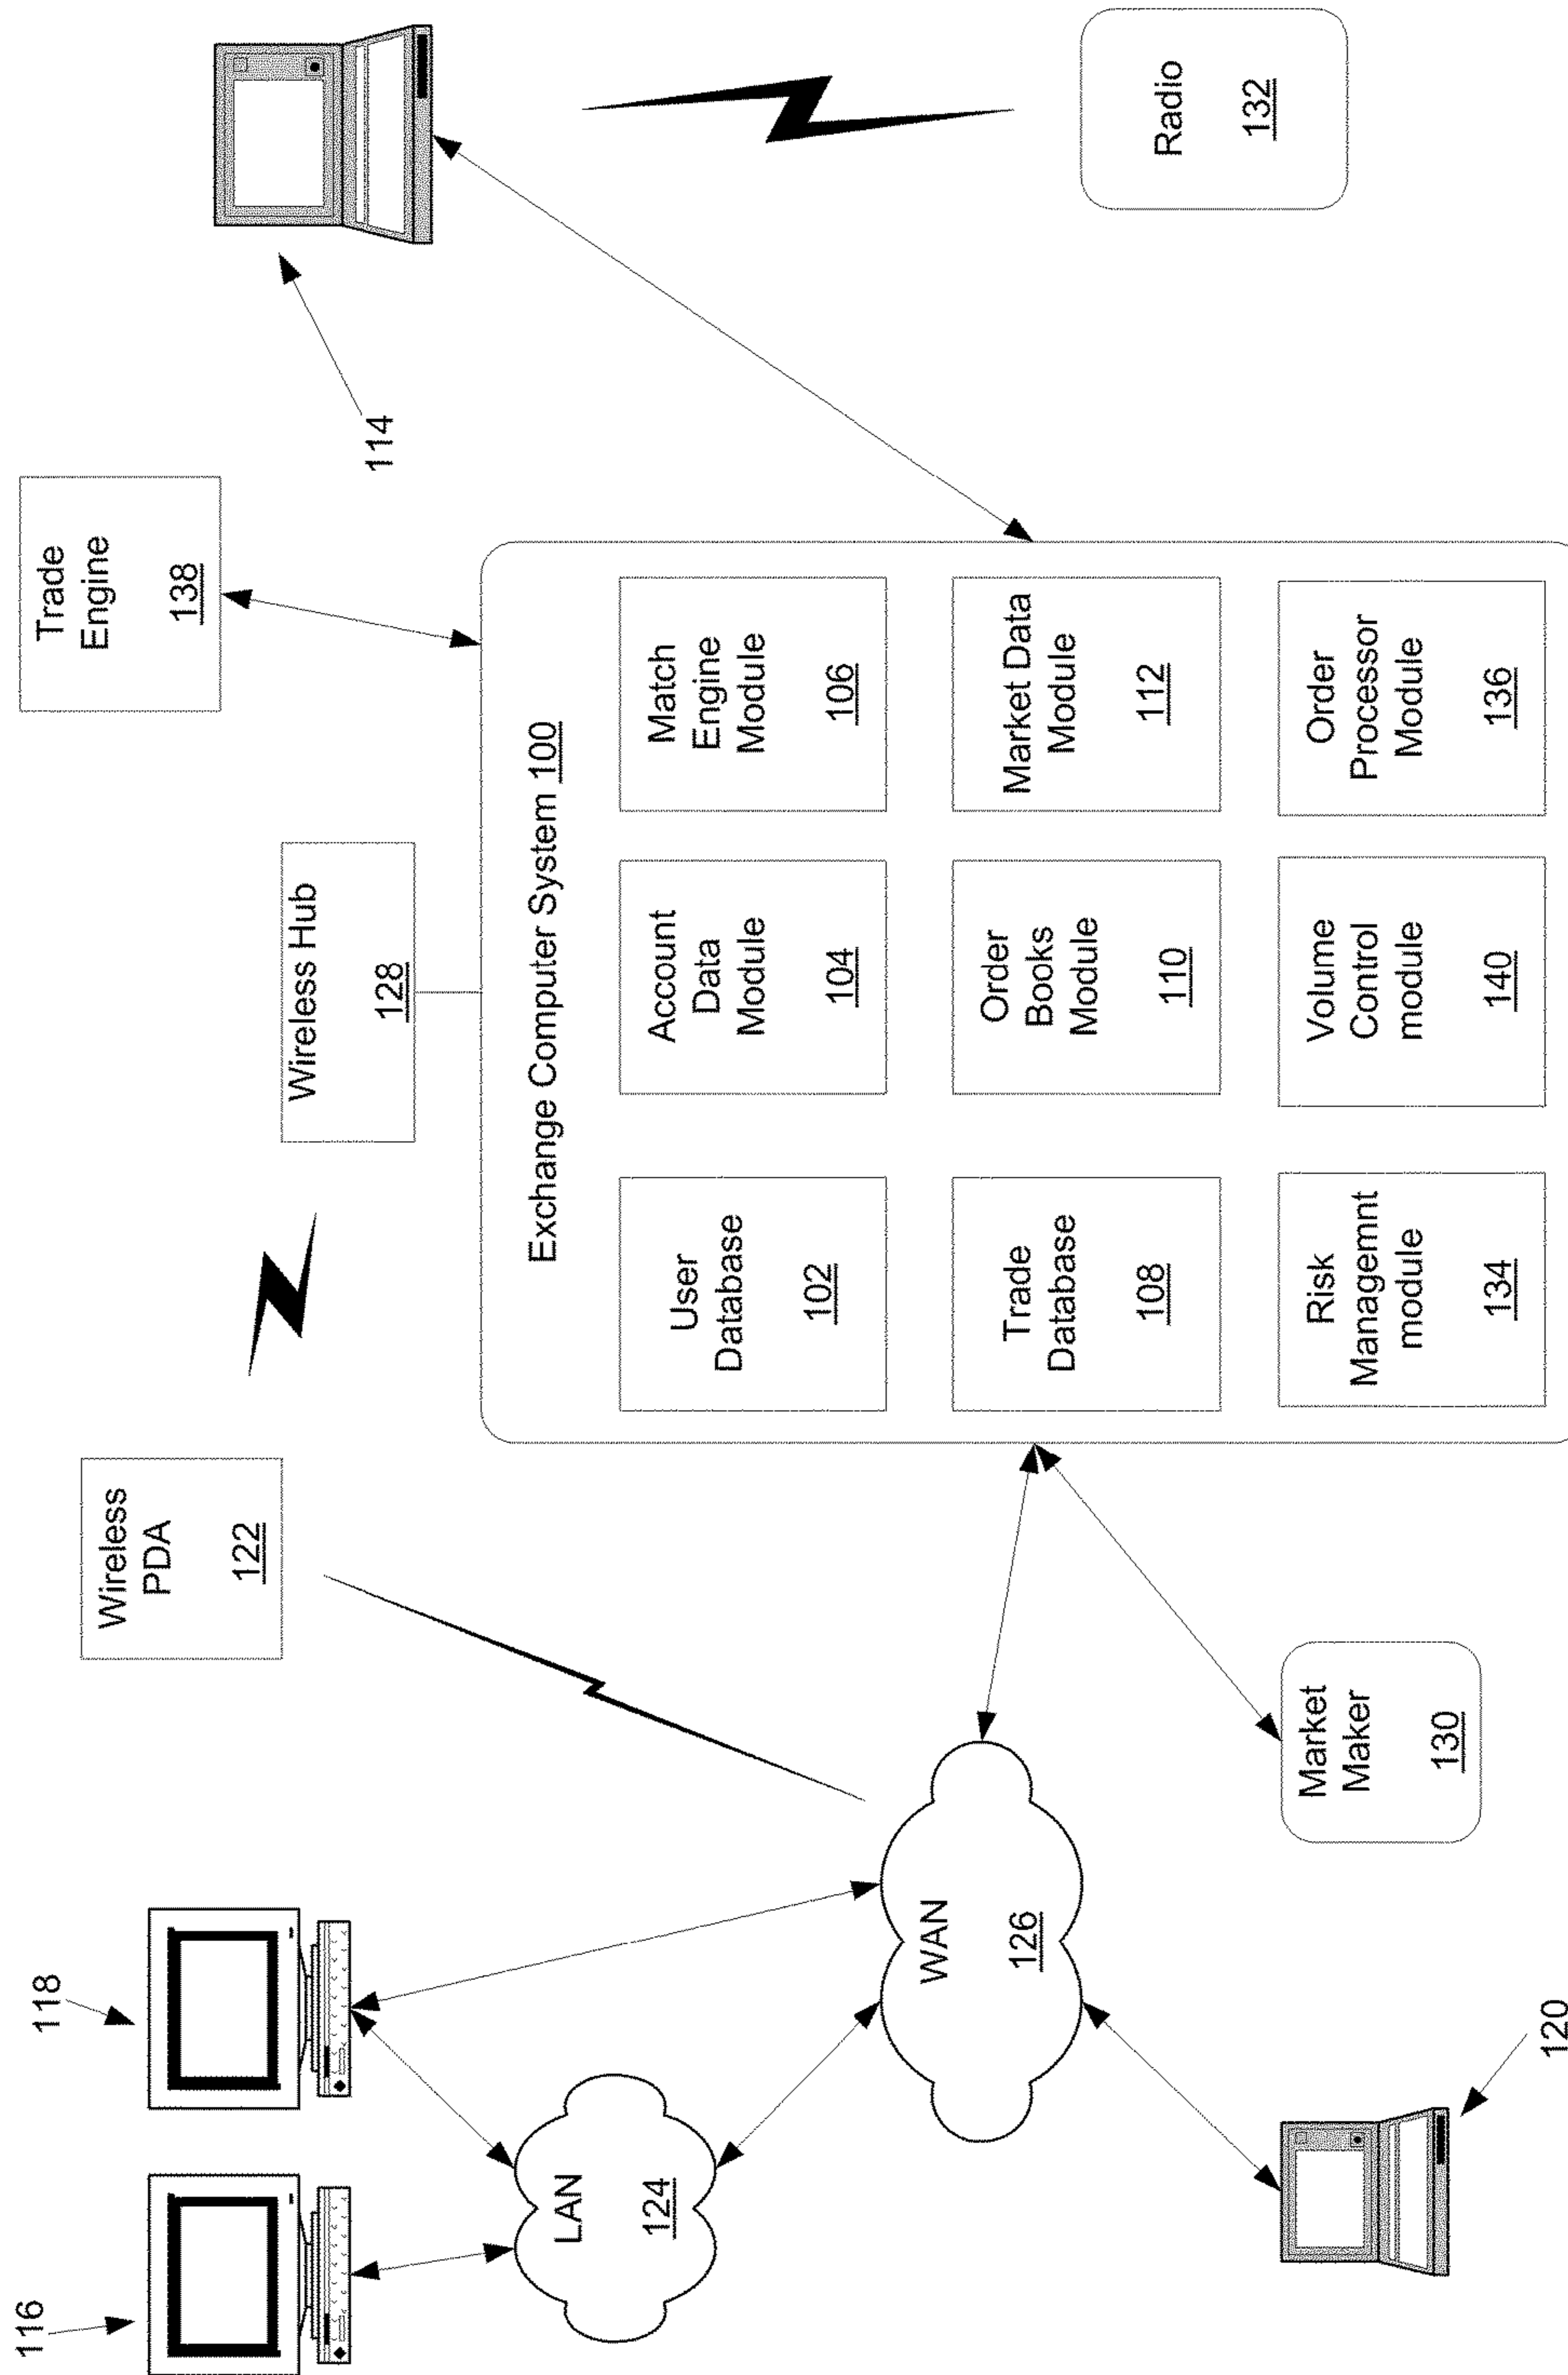 116
118
Wireless
PDA
122
Wireless Hub
128
Trade
Engine
138
114
LAN
124
WAN
126
120
Market
Maker
130
Exchange Computer System 100
User
Database
102
Account
Data
Module
104
Match
Engine
Module
106
Trade
Database
108
Order
Books
Module
110
Market Data
Module
112
Risk
Managemnt
module
134
Volume
Control
module
140
Order
Processor
Module
136
Radio
132